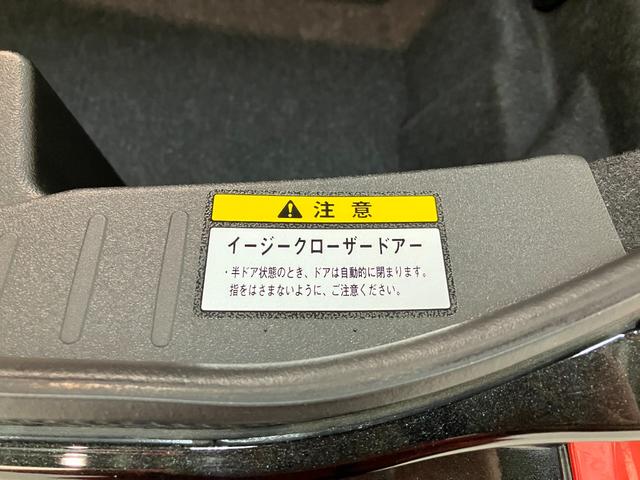 注意
イージークローザードアー
・半ドア状態のとき、ドアは自動的に閉まります。
指をはさまないように、ご注意ください。